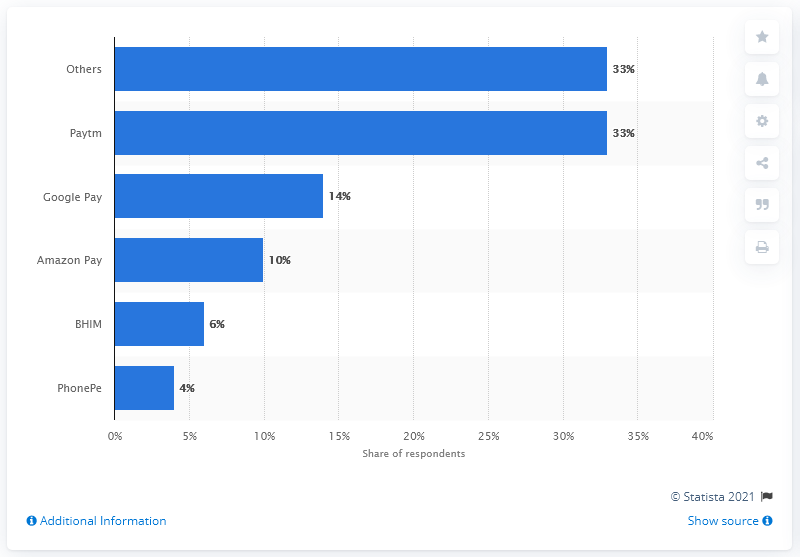 Others 33%
Paytm 33%
Google Pay 14%
Amazon Pay 10%
BHIM 6%
PhonePe 4%
0% 5% 10% 15% 20% 25% 30% 35% 40%
Share of respondents
© Statista 2021
Additional Information Show source